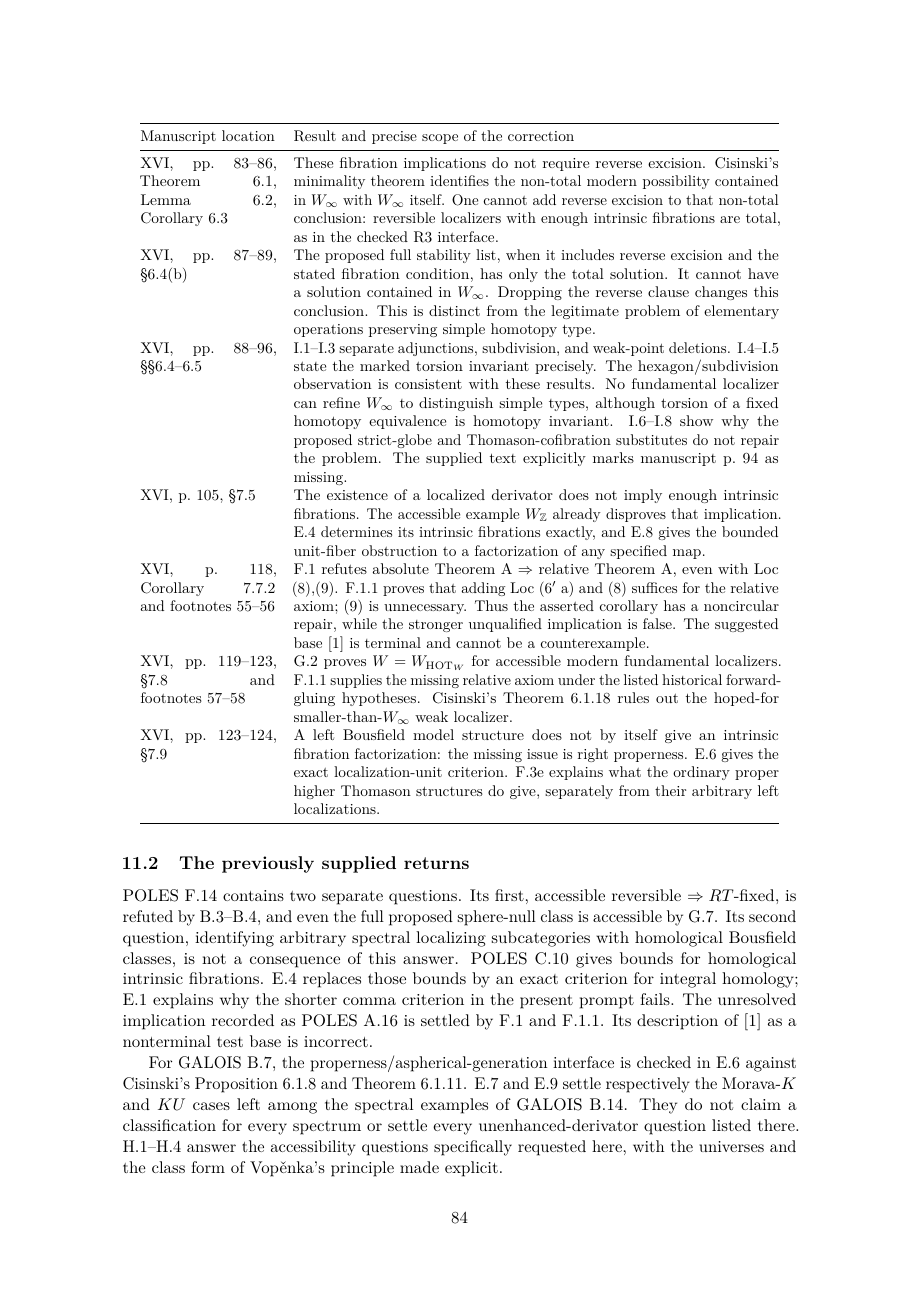 Manuscript location Result and precise scope of the correction
XVI, pp. 83–86, These fibration implications do not require reverse excision. Cisinski’s
Theorem 6.1, minimality theorem identifies the non-total modern possibility contained
Lemma 6.2, in W∞ with W∞ itself. One cannot add reverse excision to that non-total
Corollary 6.3 conclusion: reversible localizers with enough intrinsic fibrations are total,
as in the checked R3 interface.
XVI, pp. 87–89, The proposed full stability list, when it includes reverse excision and the
§6.4(b) stated fibration condition, has only the total solution. It cannot have
a solution contained in W∞. Dropping the reverse clause changes this
conclusion. This is distinct from the legitimate problem of elementary
operations preserving simple homotopy type.
XVI, pp. 88–96, I.1–I.3 separate adjunctions, subdivision, and weak-point deletions. I.4–I.5
§§6.4–6.5 state the marked torsion invariant precisely. The hexagon/subdivision
observation is consistent with these results. No fundamental localizer
can refine W∞ to distinguish simple types, although torsion of a fixed
homotopy equivalence is homotopy invariant. I.6–I.8 show why the
proposed strict-globe and Thomason-cofibration substitutes do not repair
the problem. The supplied text explicitly marks manuscript p. 94 as
missing.
XVI, p. 105, §7.5 The existence of a localized derivator does not imply enough intrinsic
fibrations. The accessible example Wℤ already disproves that implication.
E.4 determines its intrinsic fibrations exactly, and E.8 gives the bounded
unit-fiber obstruction to a factorization of any specified map.
XVI, p. 118, F.1 refutes absolute Theorem A ⇒ relative Theorem A, even with Loc
Corollary 7.7.2 (8),(9). F.1.1 proves that adding Loc (6′ a) and (8) suffices for the relative
and footnotes 55–56 axiom; (9) is unnecessary. Thus the asserted corollary has a noncircular
repair, while the stronger unqualified implication is false. The suggested
base [1] is terminal and cannot be a counterexample.
XVI, pp. 119–123, G.2 proves W = W_HOT_W for accessible modern fundamental localizers.
§7.8 and F.1.1 supplies the missing relative axiom under the listed historical forward-
footnotes 57–58 gluing hypotheses. Cisinski’s Theorem 6.1.18 rules out the hoped-for
smaller-than-W∞ weak localizer.
XVI, pp. 123–124, A left Bousfield model structure does not by itself give an intrinsic
§7.9 fibration factorization: the missing issue is right properness. E.6 gives the
exact localization-unit criterion. F.3e explains what the ordinary proper
higher Thomason structures do give, separately from their arbitrary left
localizations.
11.2 The previously supplied returns
POLES F.14 contains two separate questions. Its first, accessible reversible ⇒ RT-fixed, is
refuted by B.3–B.4, and even the full proposed sphere-null class is accessible by G.7. Its second
question, identifying arbitrary spectral localizing subcategories with homological Bousfield
classes, is not a consequence of this answer. POLES C.10 gives bounds for homological
intrinsic fibrations. E.4 replaces those bounds by an exact criterion for integral homology;
E.1 explains why the shorter comma criterion in the present prompt fails. The unresolved
implication recorded as POLES A.16 is settled by F.1 and F.1.1. Its description of [1] as a
nonterminal test base is incorrect.
For GALOIS B.7, the properness/aspherical-generation interface is checked in E.6 against
Cisinski’s Proposition 6.1.8 and Theorem 6.1.11. E.7 and E.9 settle respectively the Morava-K
and KU cases left among the spectral examples of GALOIS B.14. They do not claim a
classification for every spectrum or settle every unenhanced-derivator question listed there.
H.1–H.4 answer the accessibility questions specifically requested here, with the universes and
the class form of Vopěnka’s principle made explicit.
84